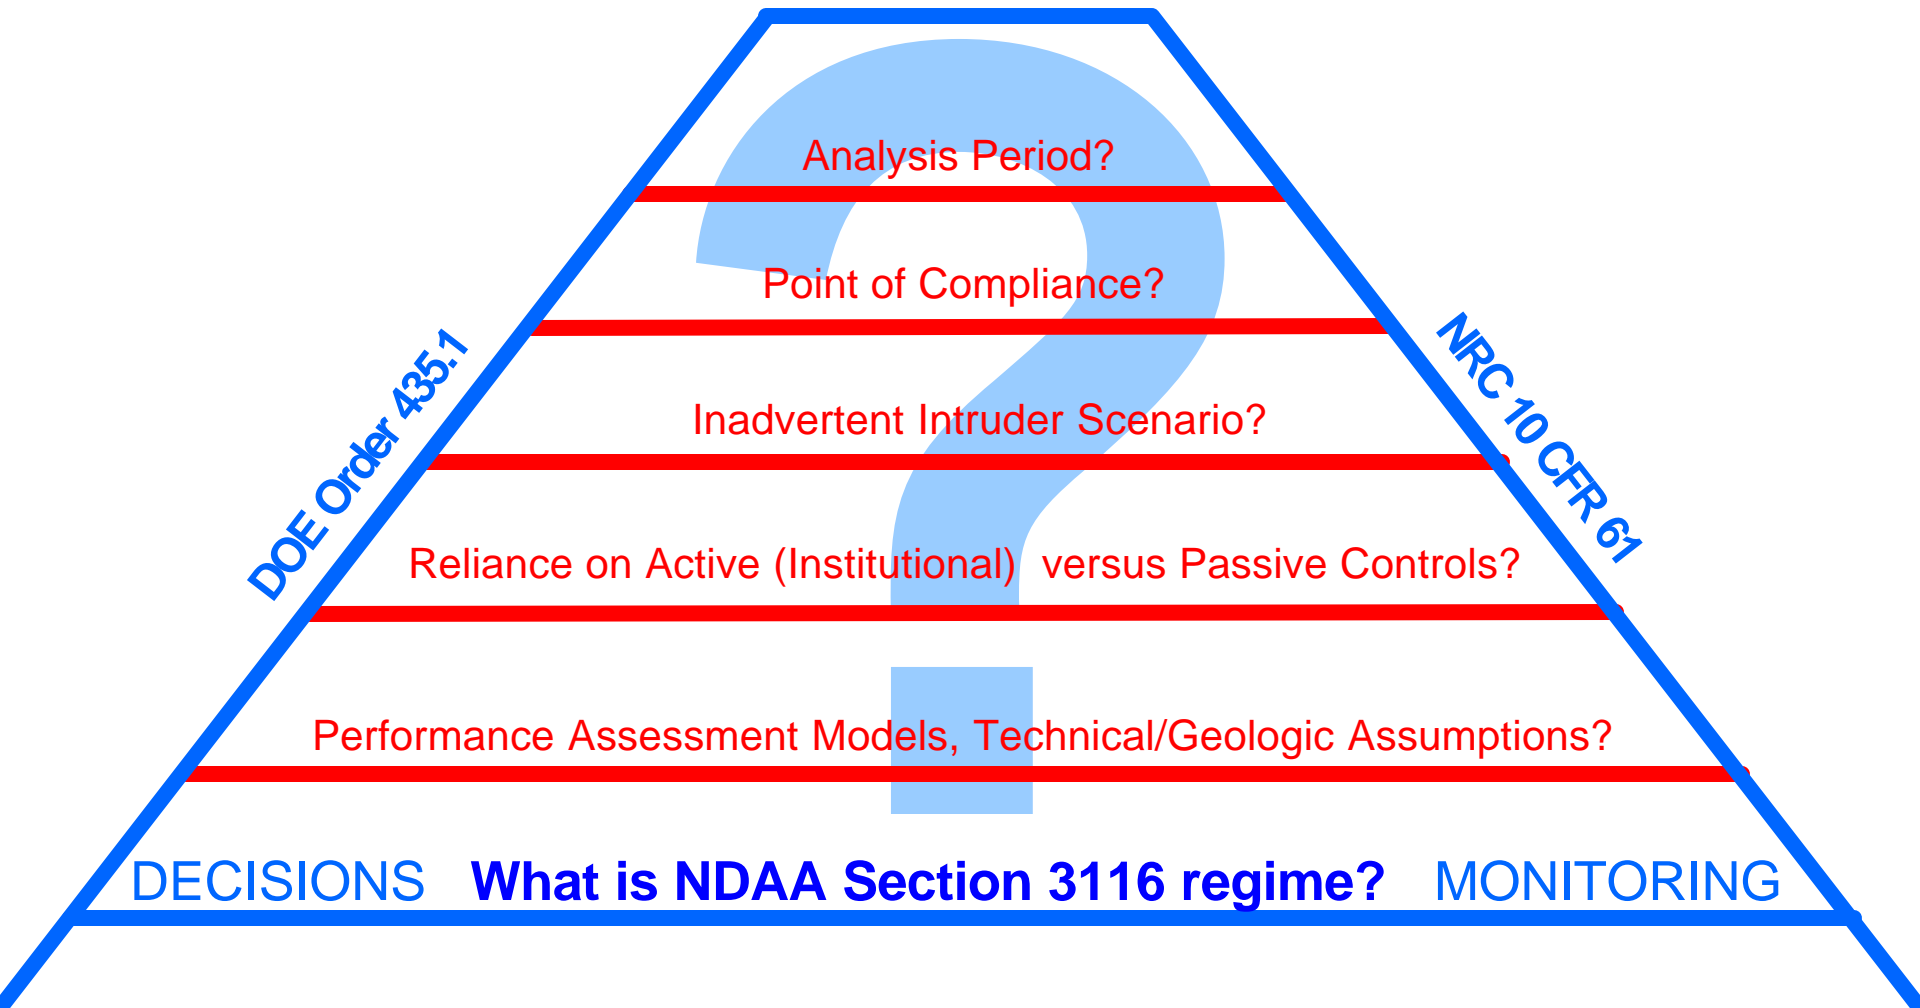 Analysis Period?
Point of Compliance?
DOE Order 435.1
NRC 10 CFR 61
Inadvertent Intruder Scenario?
Reliance on Active (Institutional) versus Passive Controls?
Performance Assessment Models, Technical/Geologic Assumptions?
DECISIONS What is NDAA Section 3116 regime? MONITORING
?